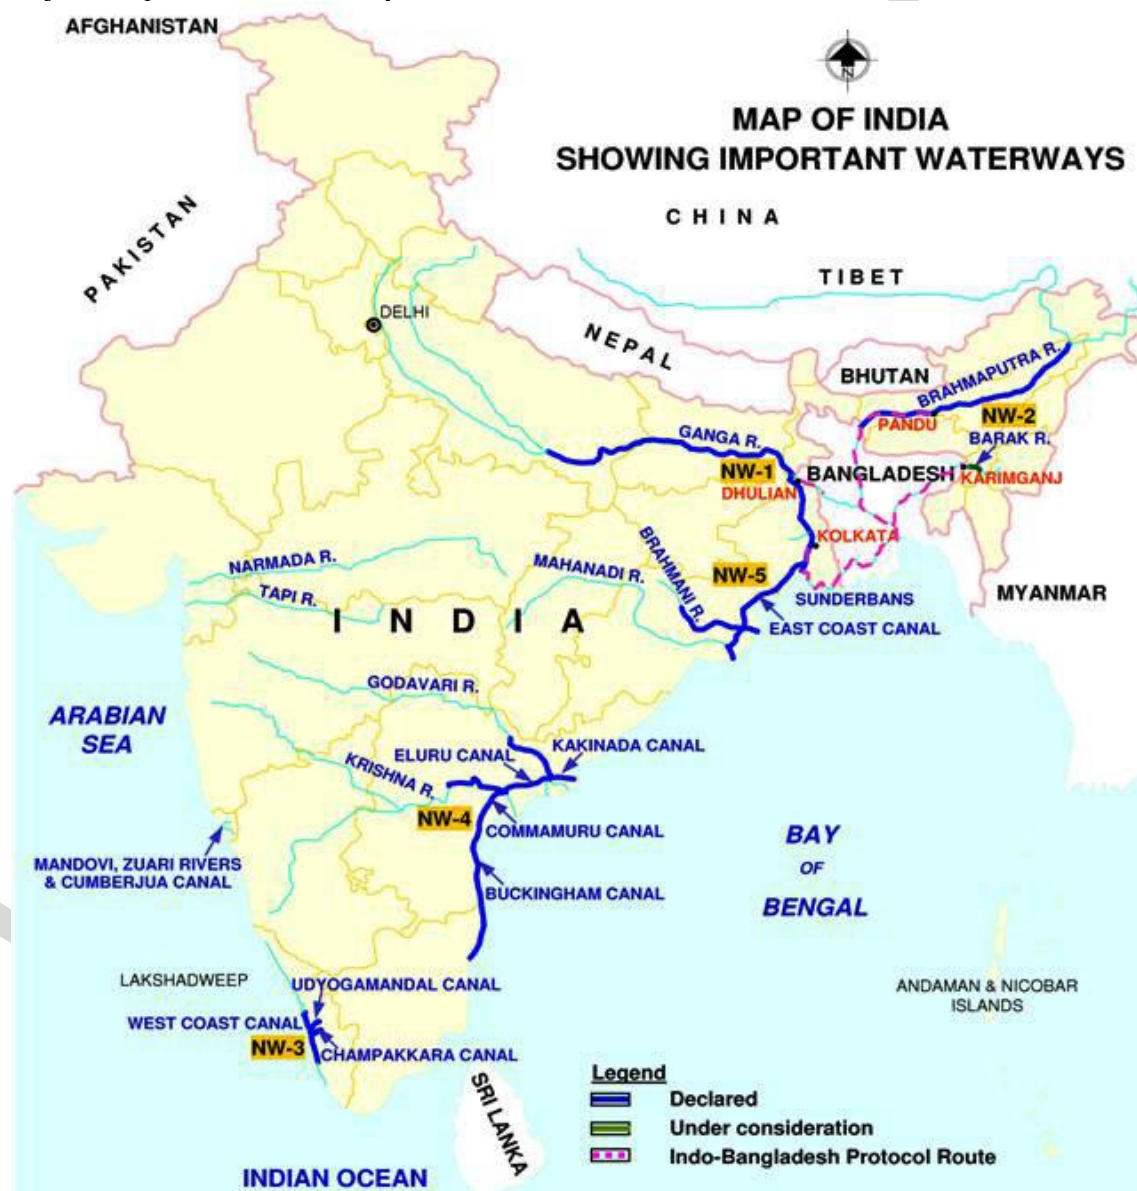 AFGHANISTAN
N
MAP OF INDIA
SHOWING IMPORTANT WATERWAYS
CHINA
PAKISTAN
TIBET
DELHI
NEPAL
BHUTAN
BRAHMAPUTRA R.
NW-2
PANDU
GANGA R.
BARAK R.
NW-1
BANGLADESH
KARIMGANJ
DHULIAN
KOLKATA
NARMADA R.
MAHANADI R.
BRAHMANI R.
NW-5
TAPI R.
SUNDERBANS
MYANMAR
INDIA
EAST COAST CANAL
GODAVARI R.
ARABIAN
SEA
KAKINADA CANAL
ELURU CANAL
KRISHNA R.
NW-4
COMMAMURU CANAL
BAY
OF
BENGAL
MANDOVI, ZUARI RIVERS
& CUMBERJUA CANAL
BUCKINGHAM CANAL
LAKSHADWEEP
UDYOGAMANDAL CANAL
ANDAMAN & NICOBAR
ISLANDS
WEST COAST CANAL
NW-3
CHAMPAKKARA CANAL
SRI LANKA
Legend
Declared
Under consideration
Indo-Bangladesh Protocol Route
INDIAN OCEAN